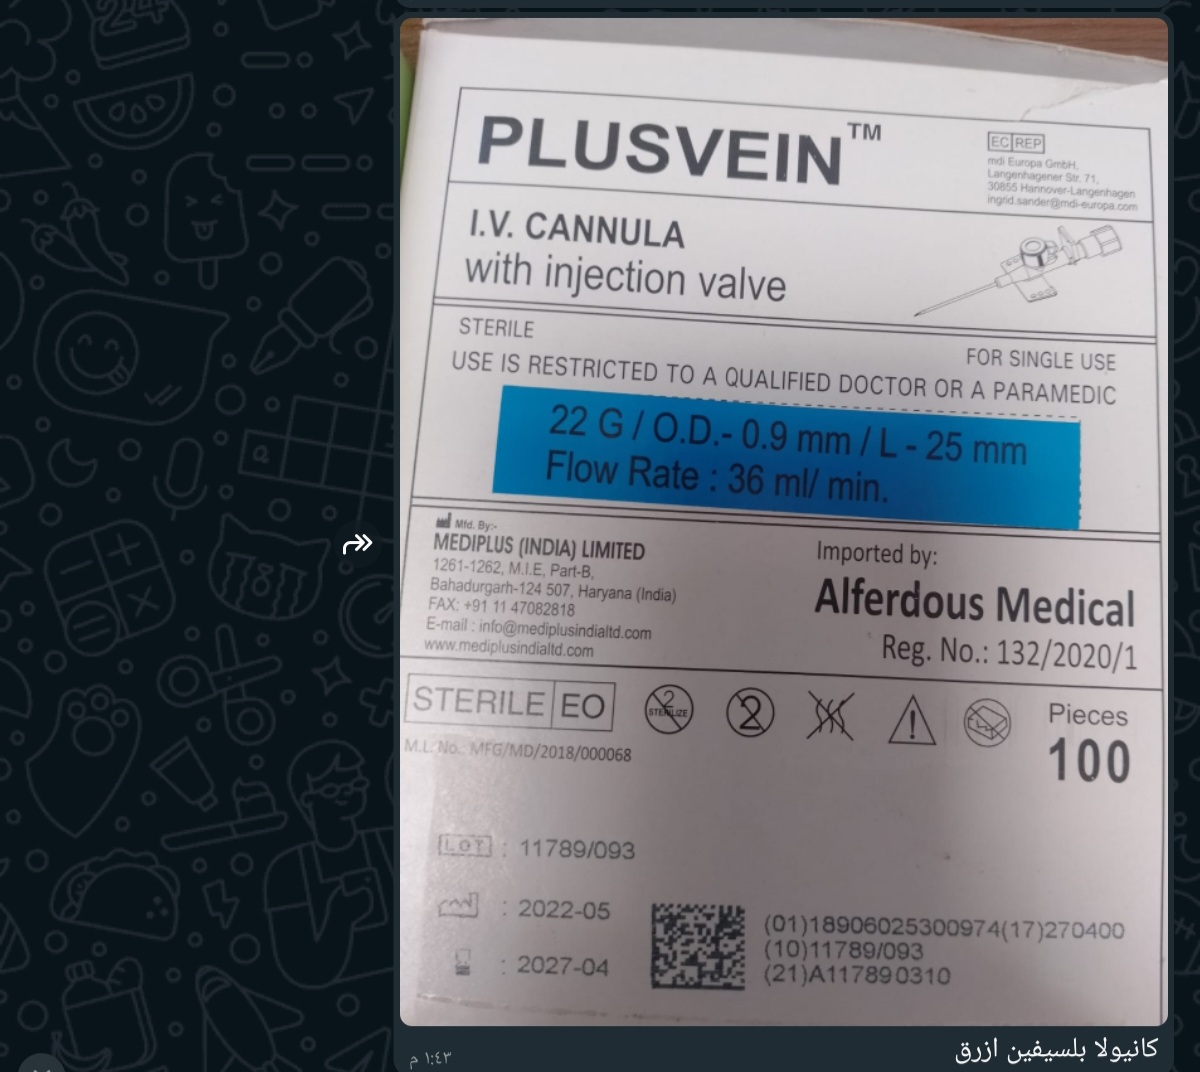 PLUSVEIN™
EC REP
mdi Europa GmbH,
Langenhagener Str, 71,
30855 Hannover-Langenhagen
ingrid.sander@mdi-europa.com
I.V. CANNULA
with injection valve
STERILE
FOR SINGLE USE
USE IS RESTRICTED TO A QUALIFIED DOCTOR OR A PARAMEDIC
22 G / O.D.- 0.9 mm / L - 25 mm
Flow Rate : 36 ml/ min.
Mfd. By:-
MEDIPLUS (INDIA) LIMITED
1261-1262, M.I.E, Part-B,
Bahadurgarh-124 507, Haryana (India)
FAX: +91 11 47082818
E-mail : info@mediplusindialtd.com
www.mediplusindialtd.com
Imported by:
Alferdous Medical
Reg. No.: 132/2020/1
STERILE EO
2
STERILIZE
2
Pieces
100
M.L. No. MFG/MD/2018/000068
LOT : 11789/093
: 2022-05
: 2027-04
(01)18906025300974(17)270400
(10)11789/093
(21)A117890310
كانيولا بلسيفين ازرق
١:٤٣ م